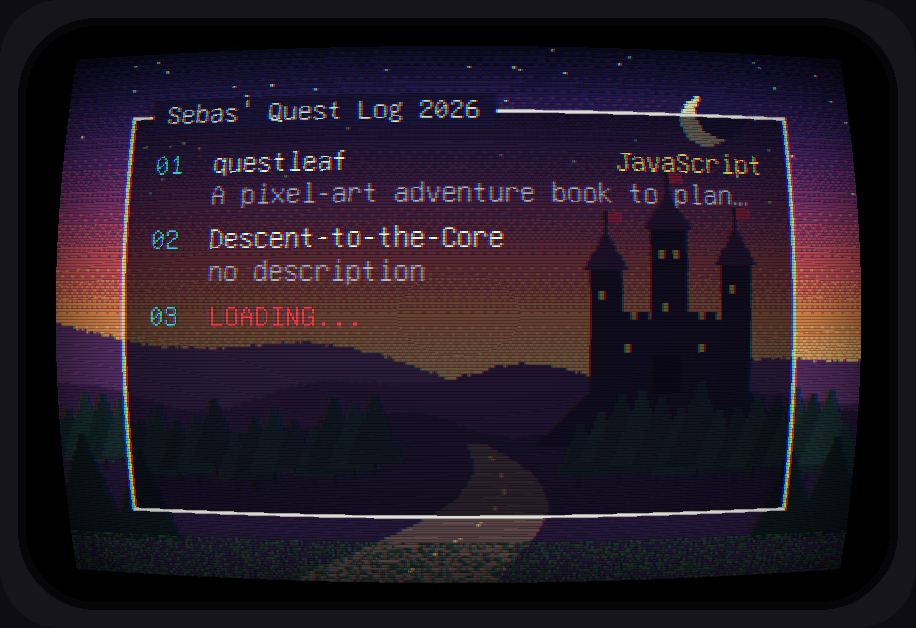 Sebas' Quest Log 2026
01 questleaf JavaScript
A pixel-art adventure book to plan…
02 Descent-to-the-Core
no description
03 LOADING...